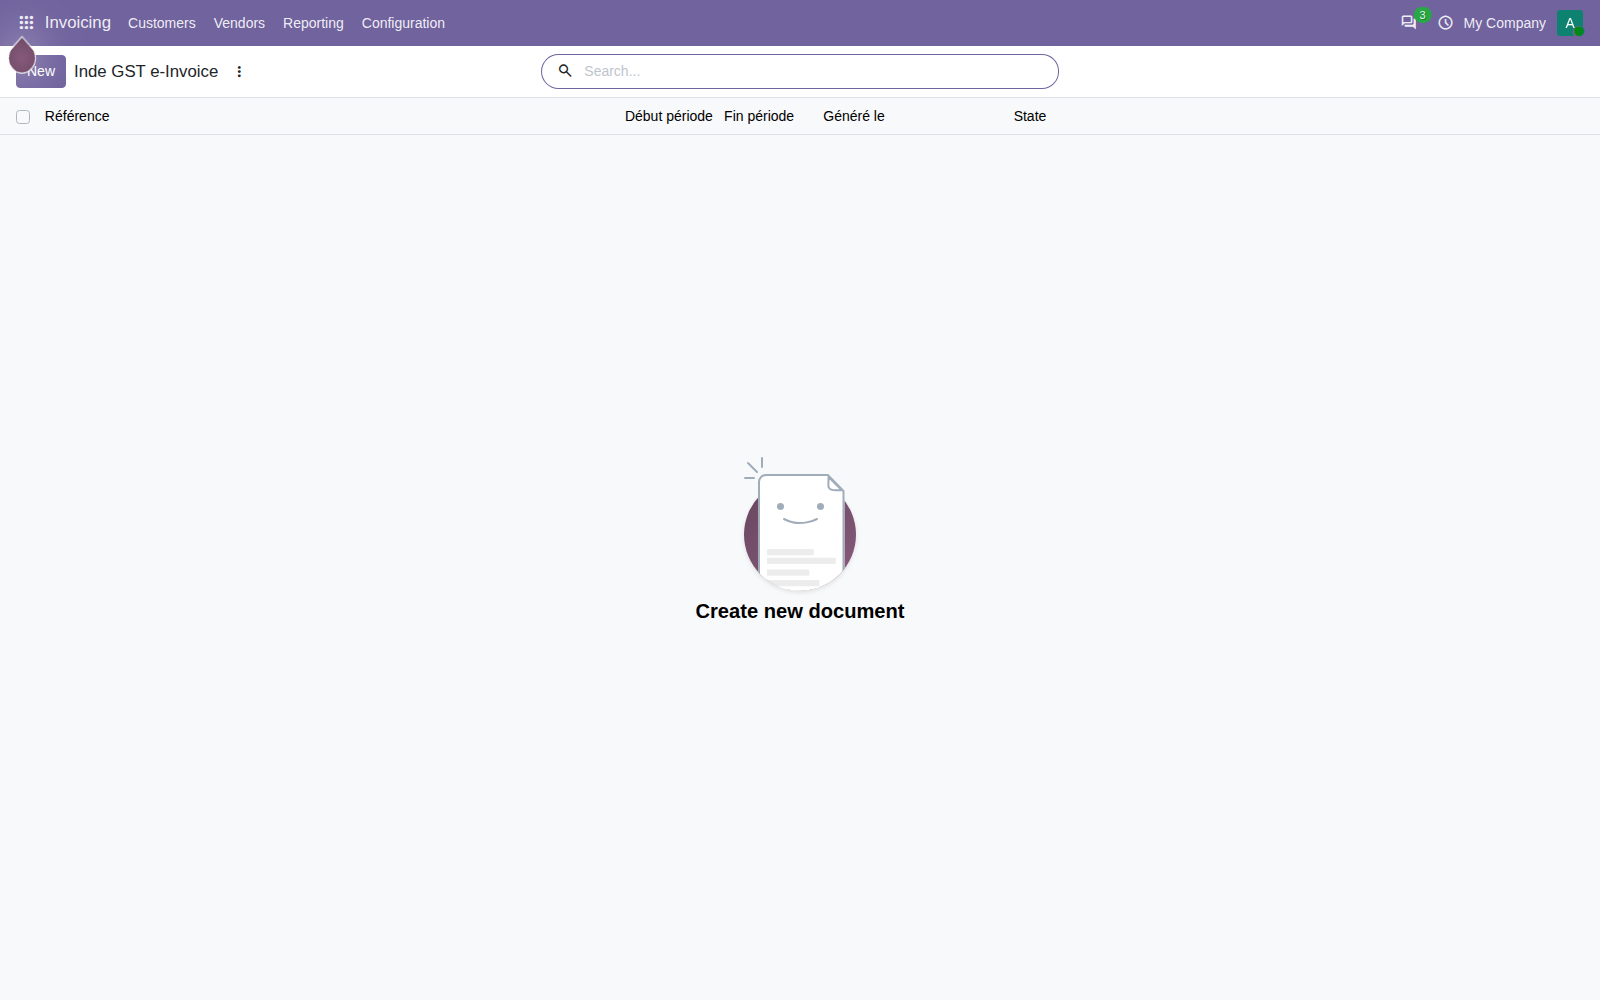 Invoicing Customers Vendors Reporting Configuration 3 My Company A
New Inde GST e-Invoice Search...
Référence Début période Fin période Généré le State
Create new document